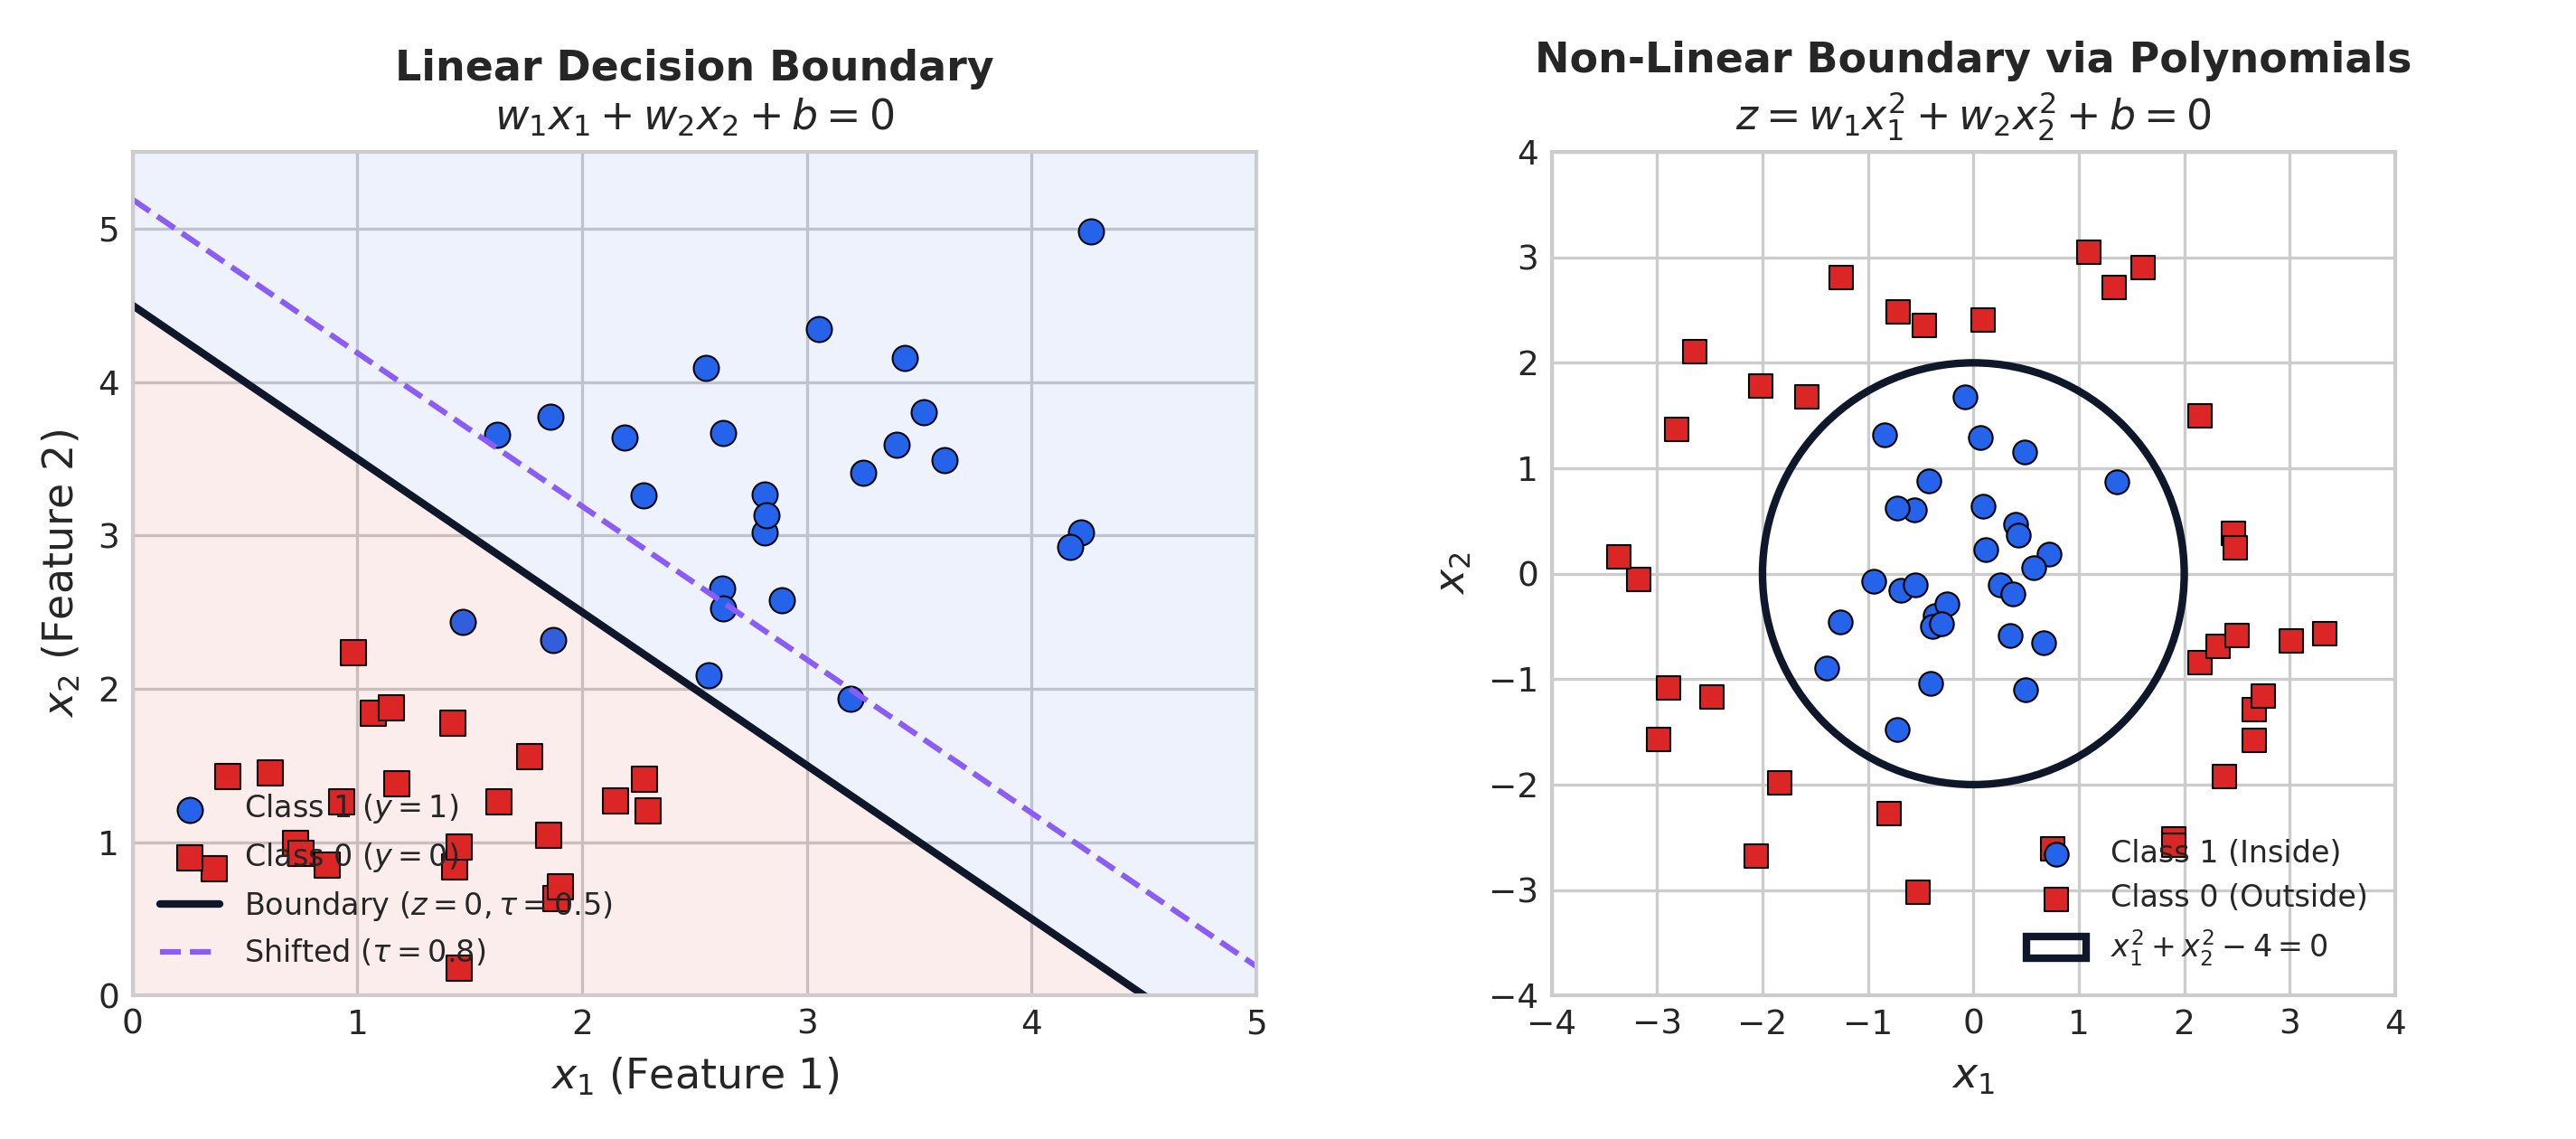 Linear Decision Boundary
w₁x₁ + w₂x₂ + b = 0
5
4
3
2
1
0
x₂ (Feature 2)
Class 1 (y = 1)
Class 0 (y = 0)
Boundary (z = 0, τ = 0.5)
Shifted (τ = 0.8)
0 1 2 3 4 5
x₁ (Feature 1)
Non-Linear Boundary via Polynomials
z = w₁x₁² + w₂x₂² + b = 0
4
3
2
1
0
−1
−2
−3
−4
x₂
Class 1 (Inside)
Class 0 (Outside)
x₁² + x₂² − 4 = 0
−4 −3 −2 −1 0 1 2 3 4
x₁